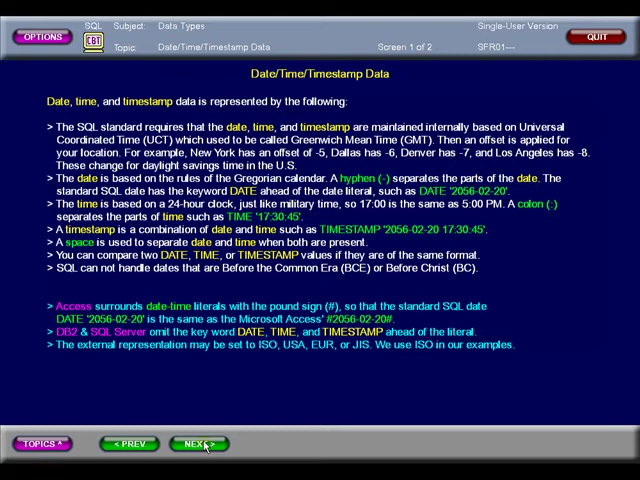 OPTIONS
SQL Subject: Data Types Single-User Version
CBT
Topic: Date/Time/Timestamp Data Screen 1 of 2 SFR01---
QUIT
Date/Time/Timestamp Data
Date, time, and timestamp data is represented by the following:
> The SQL standard requires that the date, time, and timestamp are maintained internally based on Universal
Coordinated Time (UCT) which used to be called Greenwich Mean Time (GMT). Then an offset is applied for
your location. For example, New York has an offset of -5, Dallas has -6, Denver has -7, and Los Angeles has -8.
These change for daylight savings time in the U.S.
> The date is based on the rules of the Gregorian calendar. A hyphen (-) separates the parts of the date. The
standard SQL date has the keyword DATE ahead of the date literal, such as DATE '2056-02-20'.
> The time is based on a 24-hour clock, just like military time, so 17:00 is the same as 5:00 PM. A colon (:)
separates the parts of time such as TIME '17:30:45'.
> A timestamp is a combination of date and time such as TIMESTAMP '2056-02-20 17:30:45'.
> A space is used to separate date and time when both are present.
> You can compare two DATE, TIME, or TIMESTAMP values if they are of the same format.
> SQL can not handle dates that are Before the Common Era (BCE) or Before Christ (BC).
> Access surrounds date-time literals with the pound sign (#), so that the standard SQL date
DATE '2056-02-20' is the same as the Microsoft Access' #2056-02-20#.
> DB2 & SQL Server omit the key word DATE, TIME, and TIMESTAMP ahead of the literal.
> The external representation may be set to ISO, USA, EUR, or JIS. We use ISO in our examples.
TOPICS ^ < PREV NEXT >